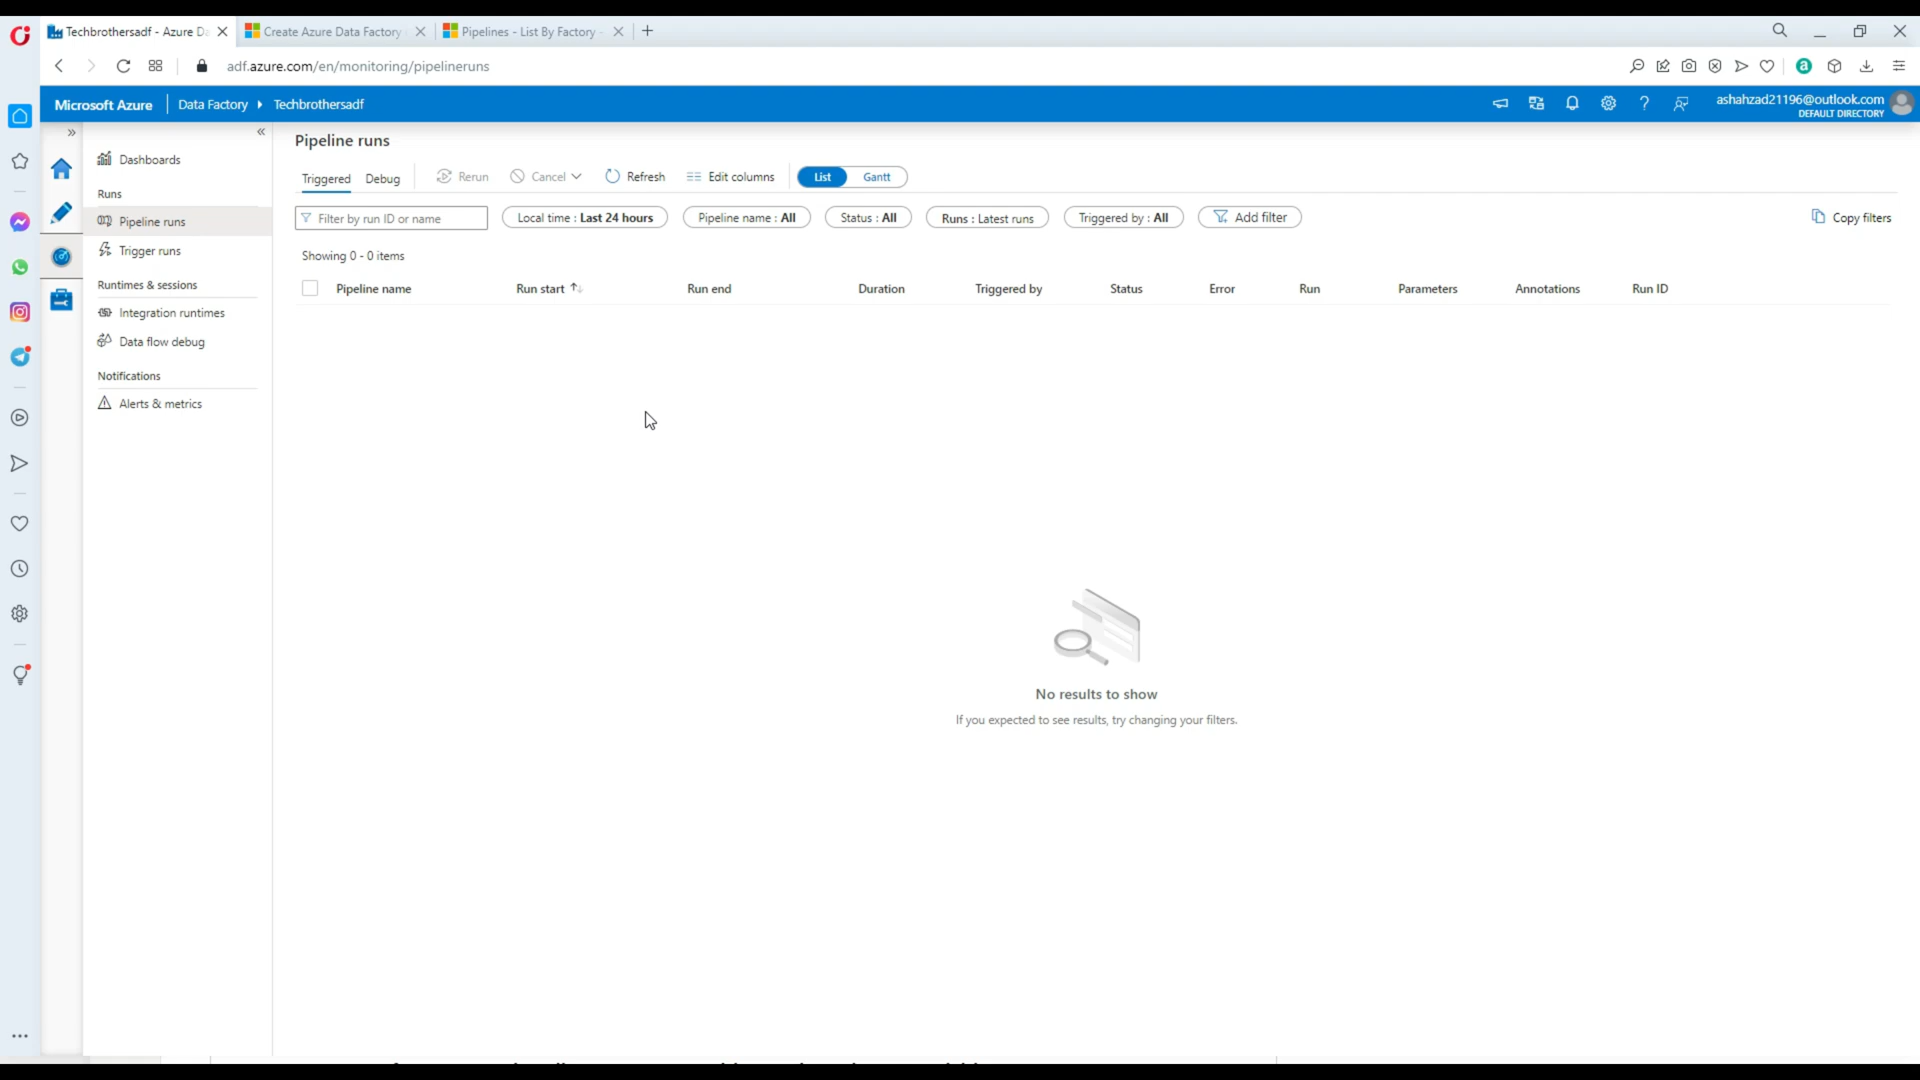 Techbrothersadf - Azure Da
Create Azure Data Factory
Pipelines - List By Factory -
adf.azure.com/en/monitoring/pipelineruns
Microsoft Azure
Data Factory
Techbrothersadf
ashahzad21196@outlook.com
DEFAULT DIRECTORY
Dashboards
Runs
Pipeline runs
Trigger runs
Runtimes & sessions
Integration runtimes
Data flow debug
Notifications
Alerts & metrics
Pipeline runs
Triggered Debug Rerun Cancel Refresh Edit columns List Gantt
Filter by run ID or name Local time : Last 24 hours Pipeline name : All Status : All Runs : Latest runs Triggered by : All Add filter Copy filters
Showing 0 - 0 items
Pipeline name Run start Run end Duration Triggered by Status Error Run Parameters Annotations Run ID
No results to show
If you expected to see results, try changing your filters.